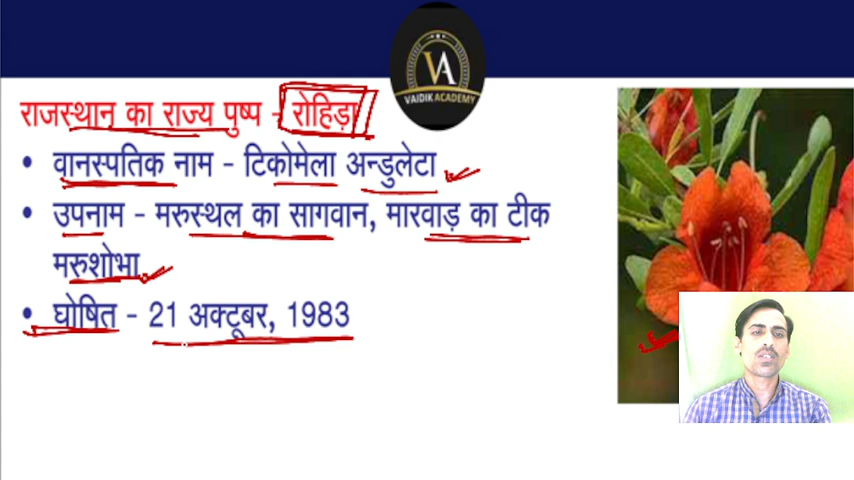 VA
VAIDIK ACADEMY
राजस्थान का राज्य पुष्प - रोहिड़ा
• वानस्पतिक नाम - टिकोमेला अन्डुलेटा
• उपनाम - मरुस्थल का सागवान, मारवाड़ का टीक
मरुशोभा
• घोषित - 21 अक्टूबर, 1983